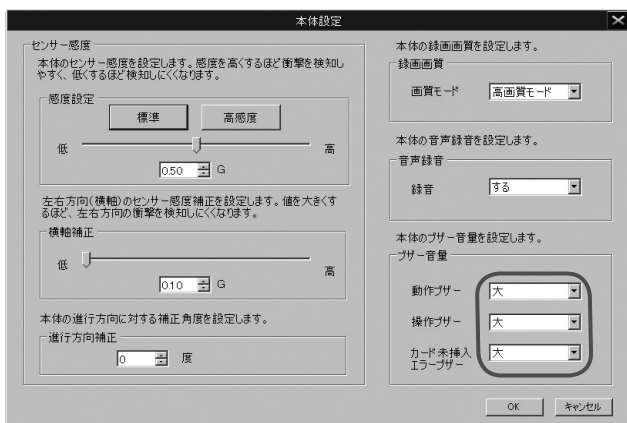 本体設定
センサー感度
本体のセンサー感度を設定します。感度を高くするほど衝撃を検知し
やすく、低くするほど検知しにくくなります。
感度設定
標準
高感度
低
高
0.50
G
左右方向(横軸)のセンサー感度補正を設定します。値を大きくす
るほど、左右方向の衝撃を検知しにくくなります。
横軸補正
低
高
0.10
G
本体の進行方向に対する補正角度を設定します。
進行方向補正
0
度
本体の録画画質を設定します。
録画画質
画質モード
高画質モード
本体の音声録音を設定します。
音声録音
録音
する
本体のブザー音量を設定します。
ブザー音量
動作ブザー
大
操作ブザー
大
カード未挿入
エラーブザー
大
OK
キャンセル